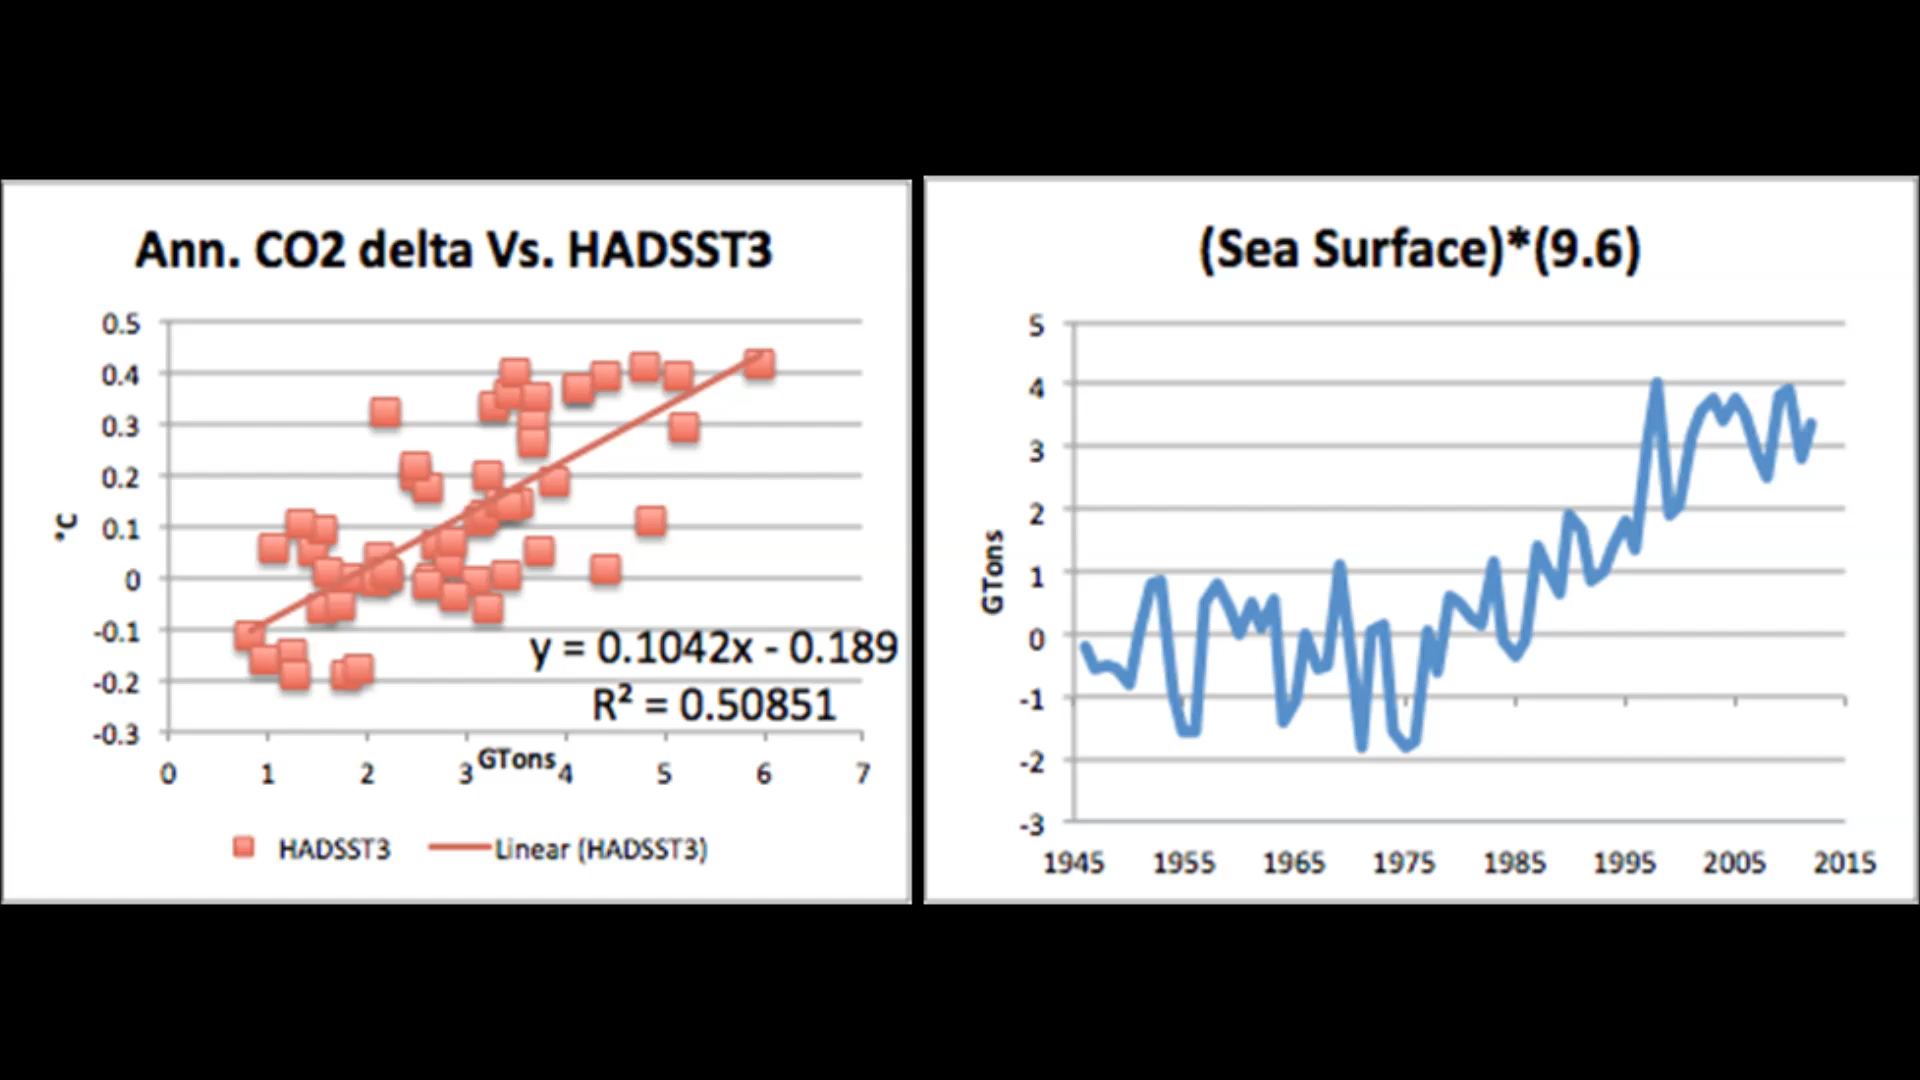 Ann. CO2 delta Vs. HADSST3
0.5
0.4
0.3
0.2
0.1
0
-0.1
-0.2
-0.3
°C
y = 0.1042x - 0.189
R² = 0.50851
0 1 2 3 4 5 6 7
GTons
HADSST3 Linear (HADSST3)
(Sea Surface)*(9.6)
5
4
3
2
1
0
-1
-2
-3
GTons
1945 1955 1965 1975 1985 1995 2005 2015